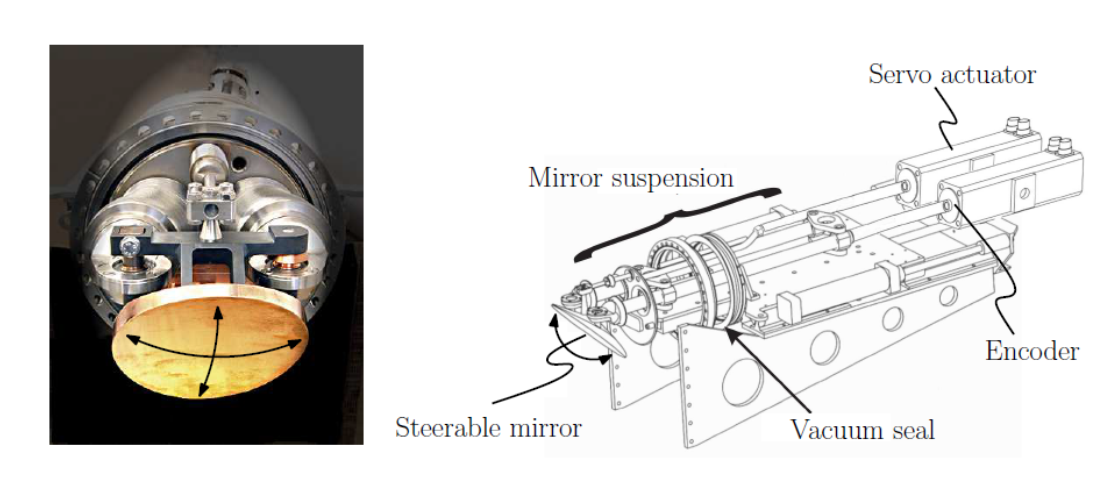 Servo actuator
Mirror suspension
Encoder
Steerable mirror
Vacuum seal